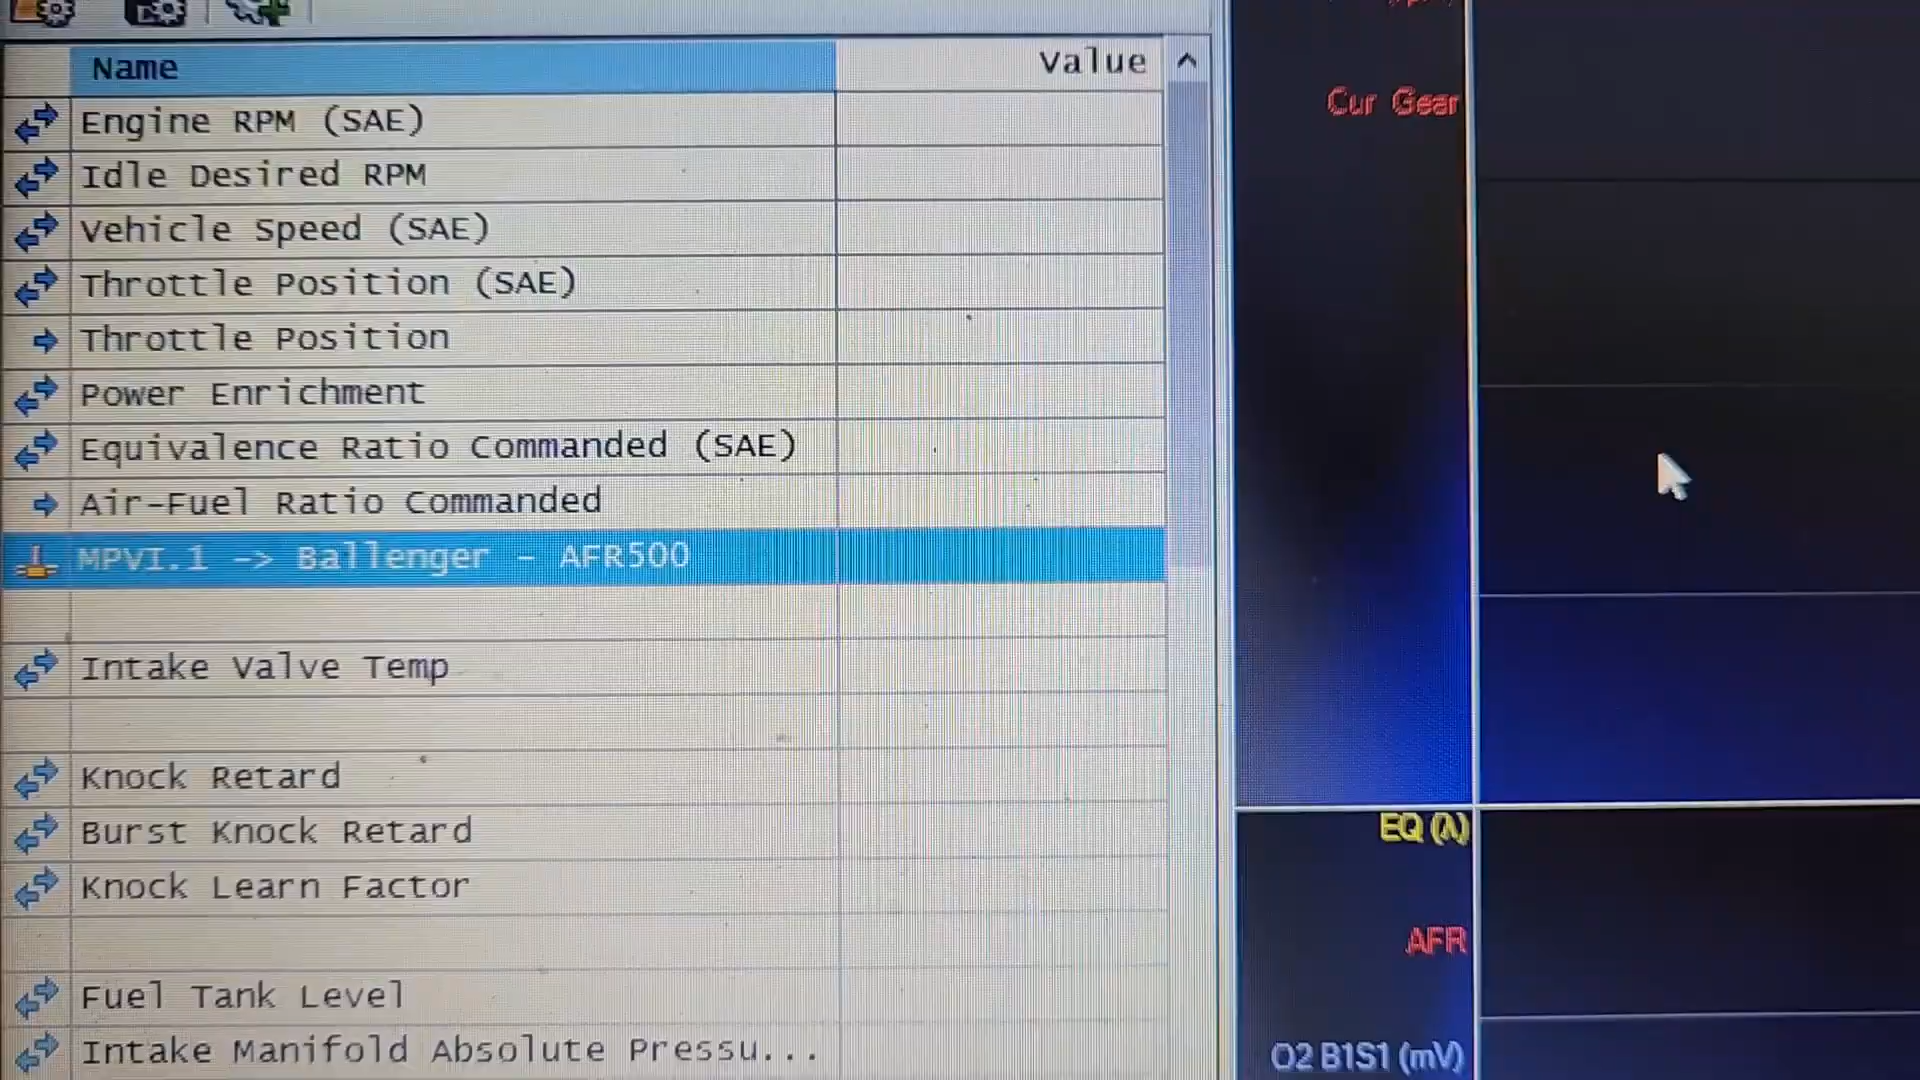 Name Value
Engine RPM (SAE)
Idle Desired RPM
Vehicle Speed (SAE)
Throttle Position (SAE)
Throttle Position
Power Enrichment
Equivalence Ratio Commanded (SAE)
Air-Fuel Ratio Commanded
MPVI.1 -> Ballenger - AFR500
Intake Valve Temp
Knock Retard
Burst Knock Retard
Knock Learn Factor
Fuel Tank Level
Intake Manifold Absolute Pressu...
Cur Gear
EQ (λ)
AFR
O2 B1S1 (mV)